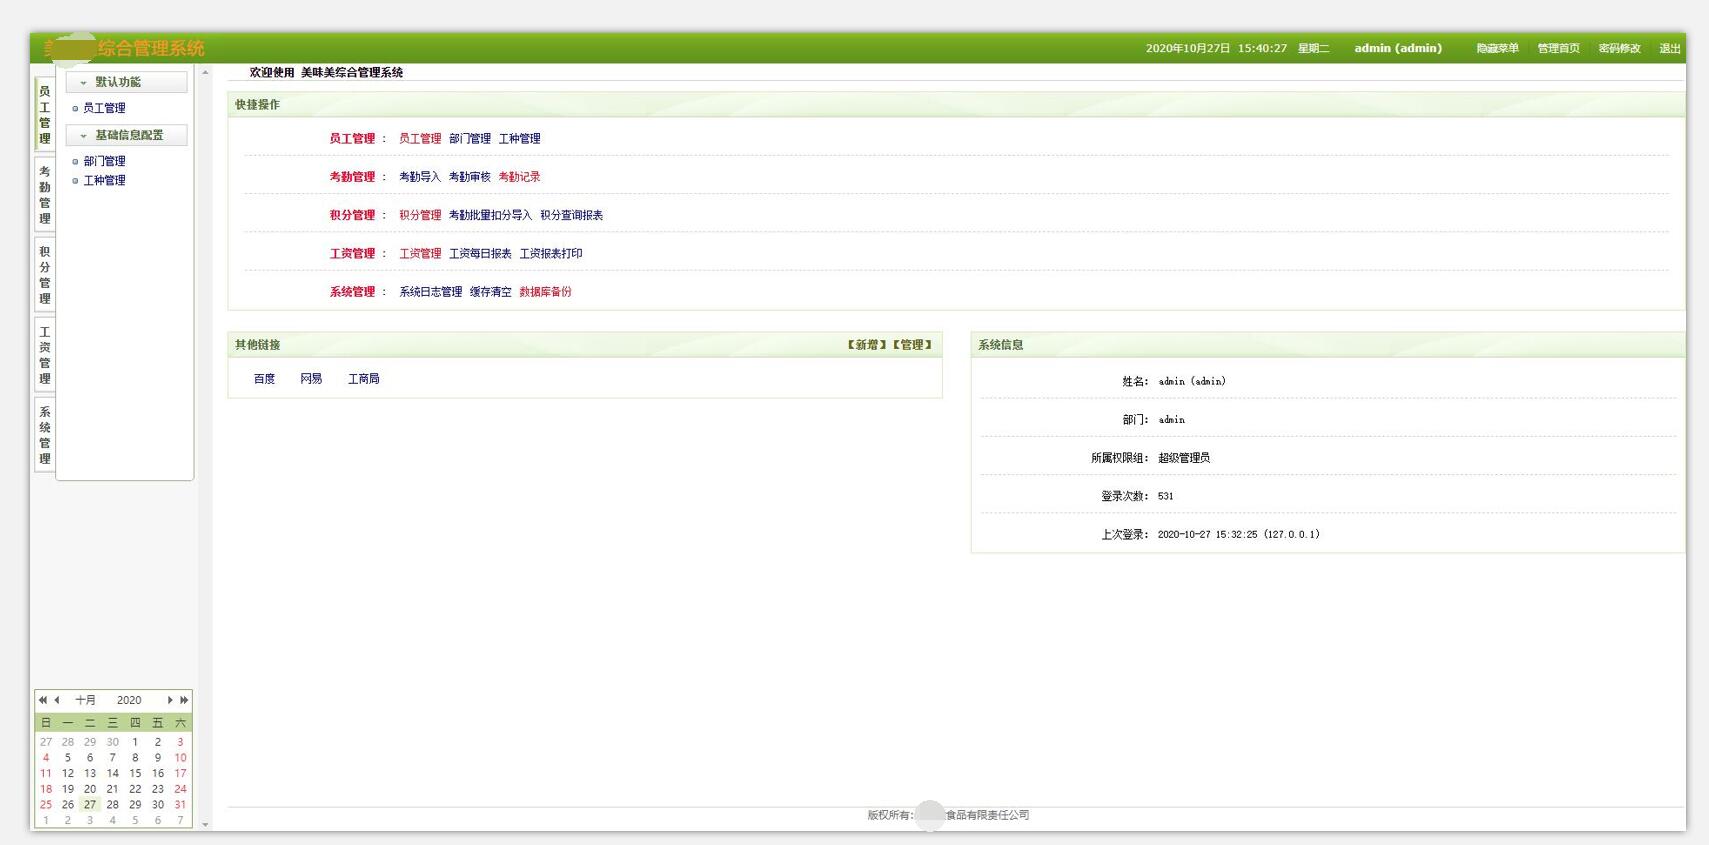 综合管理系统
2020年10月27日 15:40:27 星期二 admin (admin) 隐藏菜单 管理首页 密码修改 退出
员工管理
考勤管理
积分管理
工资管理
系统管理
默认功能
员工管理
基础信息配置
部门管理
工种管理
欢迎使用 美味美综合管理系统
快捷操作
员工管理 : 员工管理 部门管理 工种管理
考勤管理 : 考勤导入 考勤审核 考勤记录
积分管理 : 积分管理 考勤批量扣分导入 积分查询报表
工资管理 : 工资管理 工资每日报表 工资报表打印
系统管理 : 系统日志管理 缓存清空 数据库备份
其他链接 【新增】【管理】
百度 网易 工商局
系统信息
姓名: admin (admin)
部门: admin
所属权限组: 超级管理员
登录次数: 531
上次登录: 2020-10-27 15:32:25 (127.0.0.1)
十月 2020
日 一 二 三 四 五 六
27 28 29 30 1 2 3
4 5 6 7 8 9 10
11 12 13 14 15 16 17
18 19 20 21 22 23 24
25 26 27 28 29 30 31
1 2 3 4 5 6 7
版权所有: 食品有限责任公司